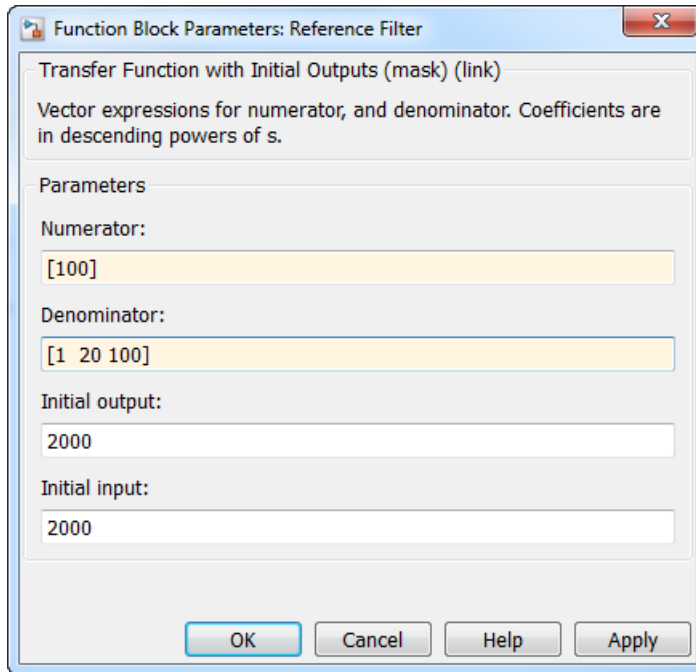 Function Block Parameters: Reference Filter
Transfer Function with Initial Outputs (mask) (link)
Vector expressions for numerator, and denominator. Coefficients are
in descending powers of s.
Parameters
Numerator:
[100]
Denominator:
[1  20 100]
Initial output:
2000
Initial input:
2000
OK Cancel Help Apply